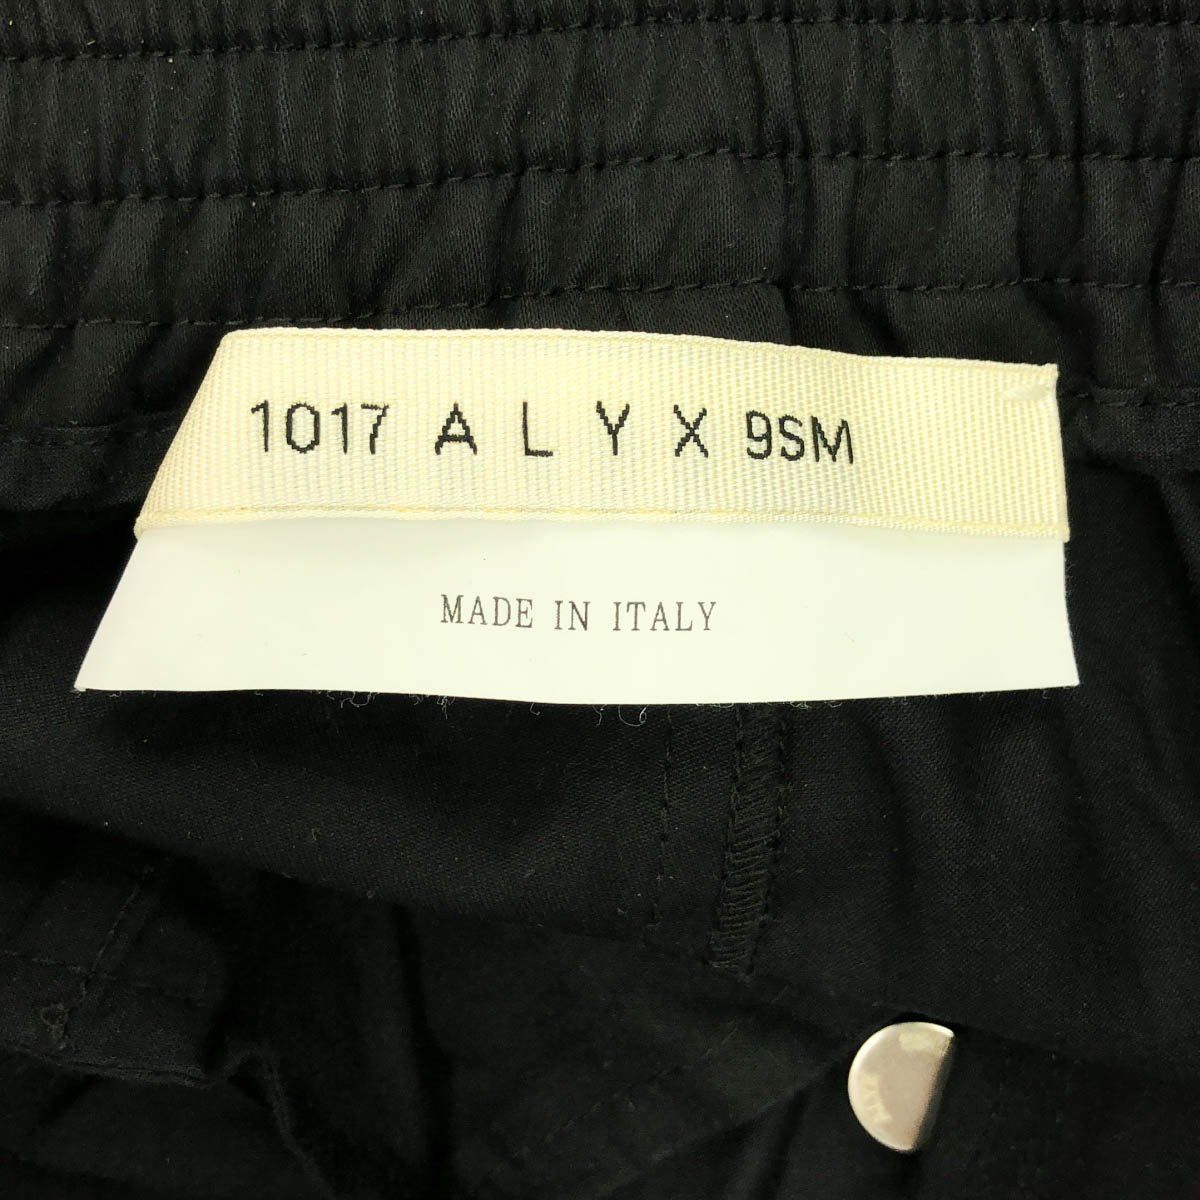 1017 A L Y X 9SM
MADE IN ITALY